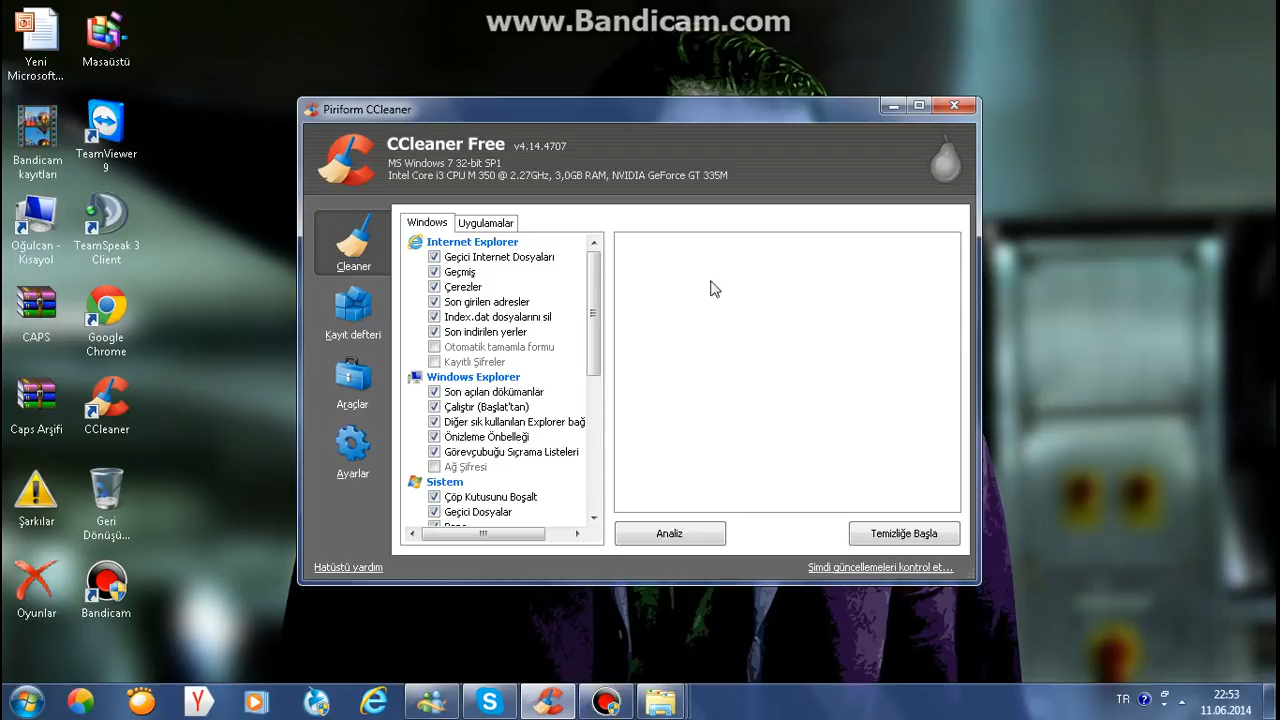 www.Bandicam.com
Yeni
Microsoft...
Masaüstü
Bandicam
kayıtları
TeamViewer
9
Oğulcan -
Kısayol
TeamSpeak 3
Client
CAPS
Google
Chrome
Caps Arşifi
CCleaner
Şarkılar
Geri
Dönüşü...
Oyunlar
Bandicam
Piriform CCleaner
CCleaner Free v4.14.4707
MS Windows 7 32-bit SP1
Intel Core i3 CPU M 350 @ 2.27GHz, 3,0GB RAM, NVIDIA GeForce GT 335M
Cleaner
Kayıt defteri
Araçlar
Ayarlar
Windows
Uygulamalar
Internet Explorer
Geçici Internet Dosyaları
Geçmiş
Çerezler
Son girilen adresler
Index.dat dosyalarını sil
Son indirilen yerler
Otomatik tamamla formu
Kayıtlı Şifreler
Windows Explorer
Son açılan dökümanlar
Çalıştır (Başlat'tan)
Diğer sık kullanılan Explorer bağ
Önizleme Önbelleği
Görevçubuğu Sıçrama Listeleri
Ağ Şifresi
Sistem
Çöp Kutusunu Boşalt
Geçici Dosyalar
Analiz
Temizliğe Başla
Hatüstü yardım
Şimdi güncellemeleri kontrol et...
TR
22:53
11.06.2014